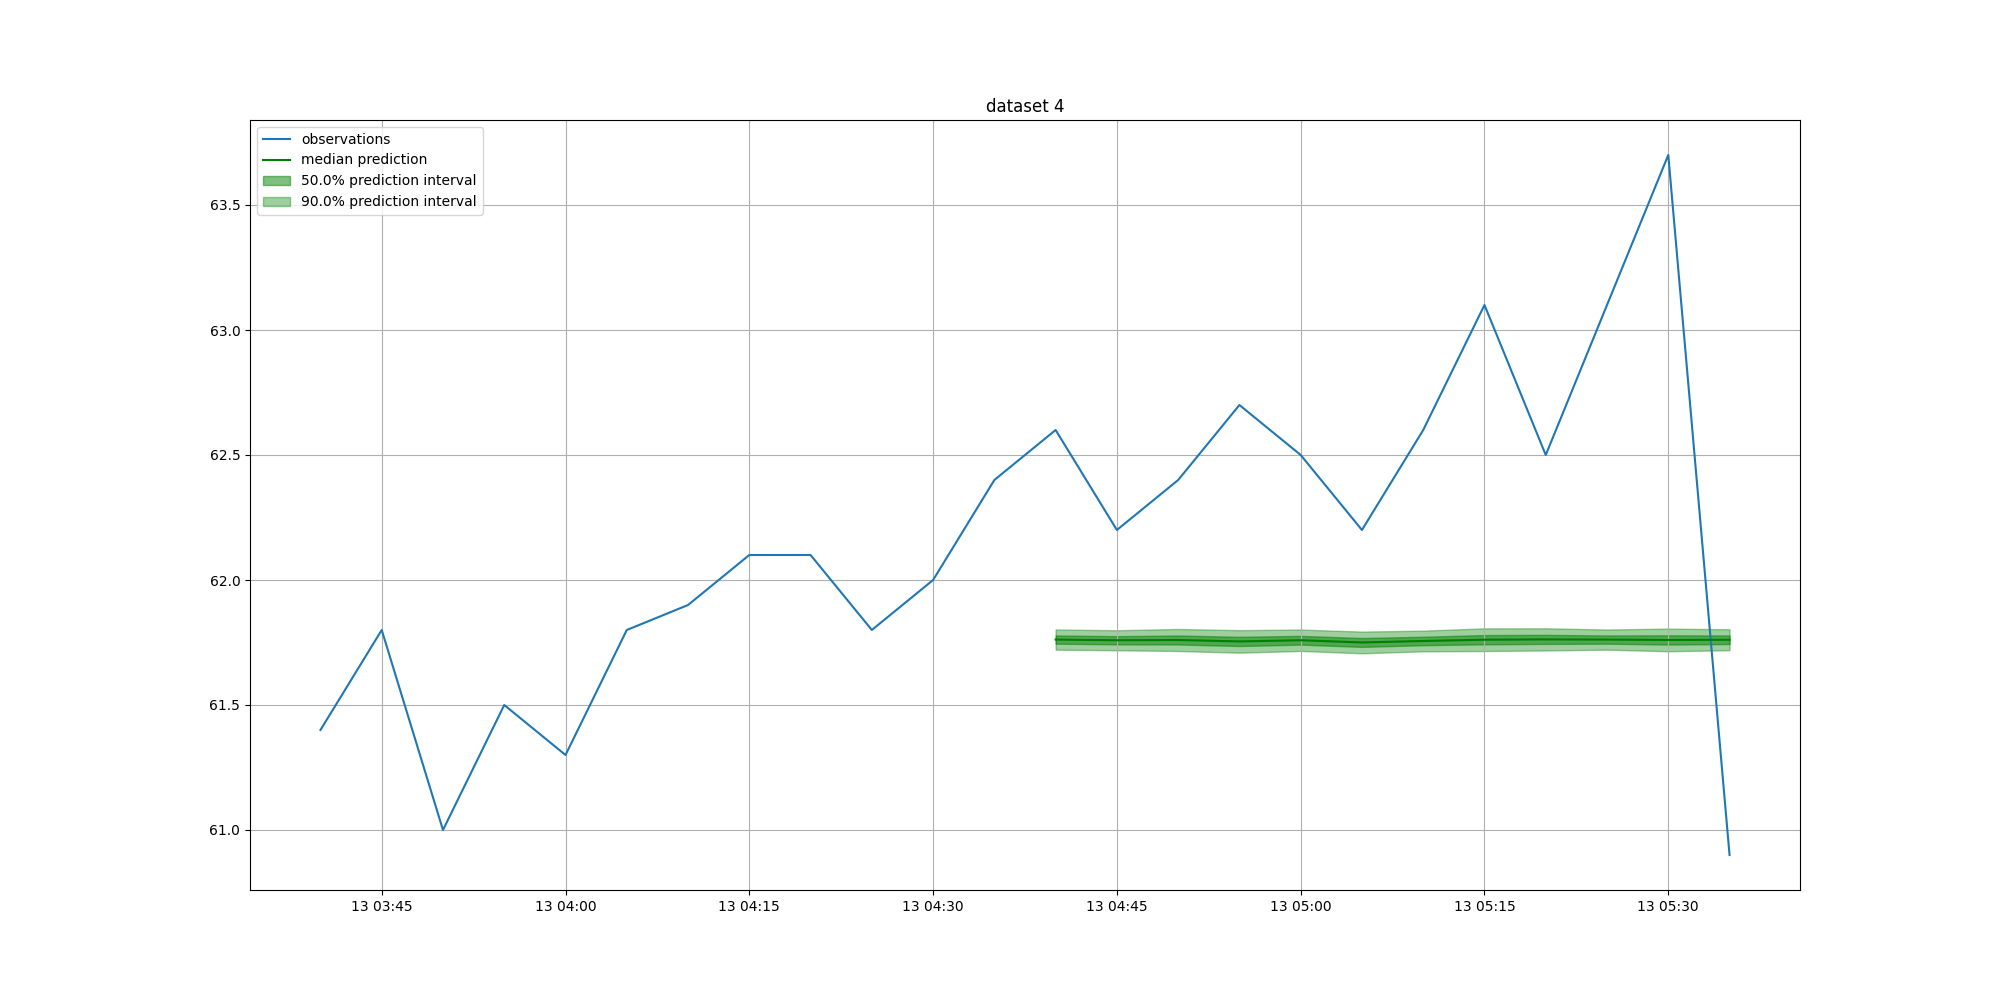 dataset 4
observations
median prediction
50.0% prediction interval
90.0% prediction interval
63.5
63.0
62.5
62.0
61.5
61.0
13 03:45
13 04:00
13 04:15
13 04:30
13 04:45
13 05:00
13 05:15
13 05:30